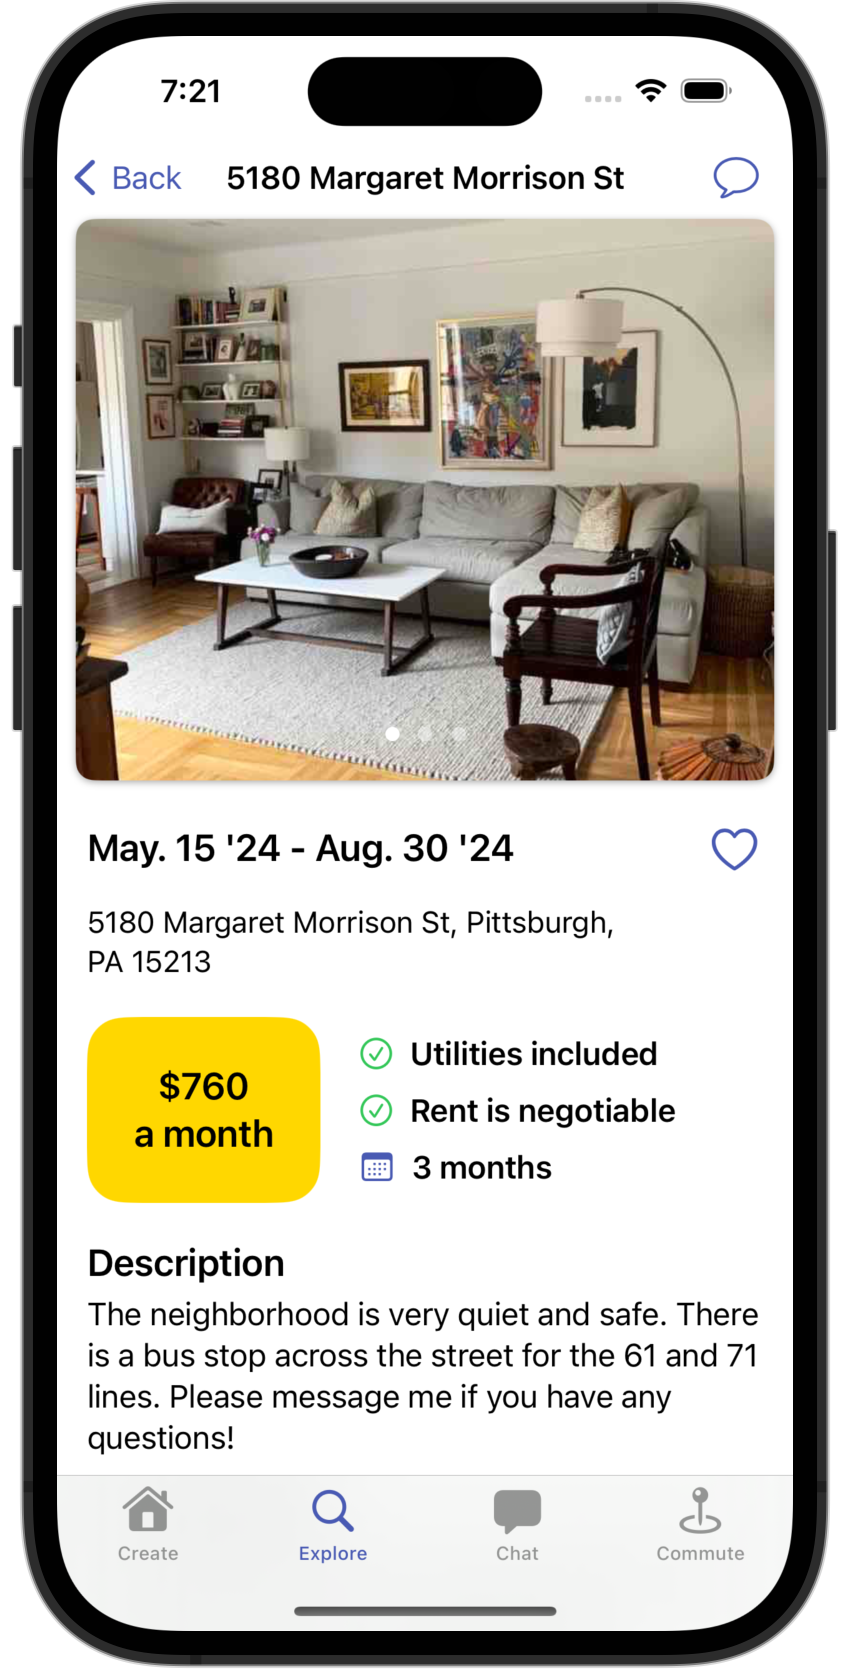 7:21
Back
5180 Margaret Morrison St
May. 15 '24 - Aug. 30 '24
5180 Margaret Morrison St, Pittsburgh,
PA 15213
$760
a month
Utilities included
Rent is negotiable
3 months
Description
The neighborhood is very quiet and safe. There
is a bus stop across the street for the 61 and 71
lines. Please message me if you have any
questions!
Create
Explore
Chat
Commute